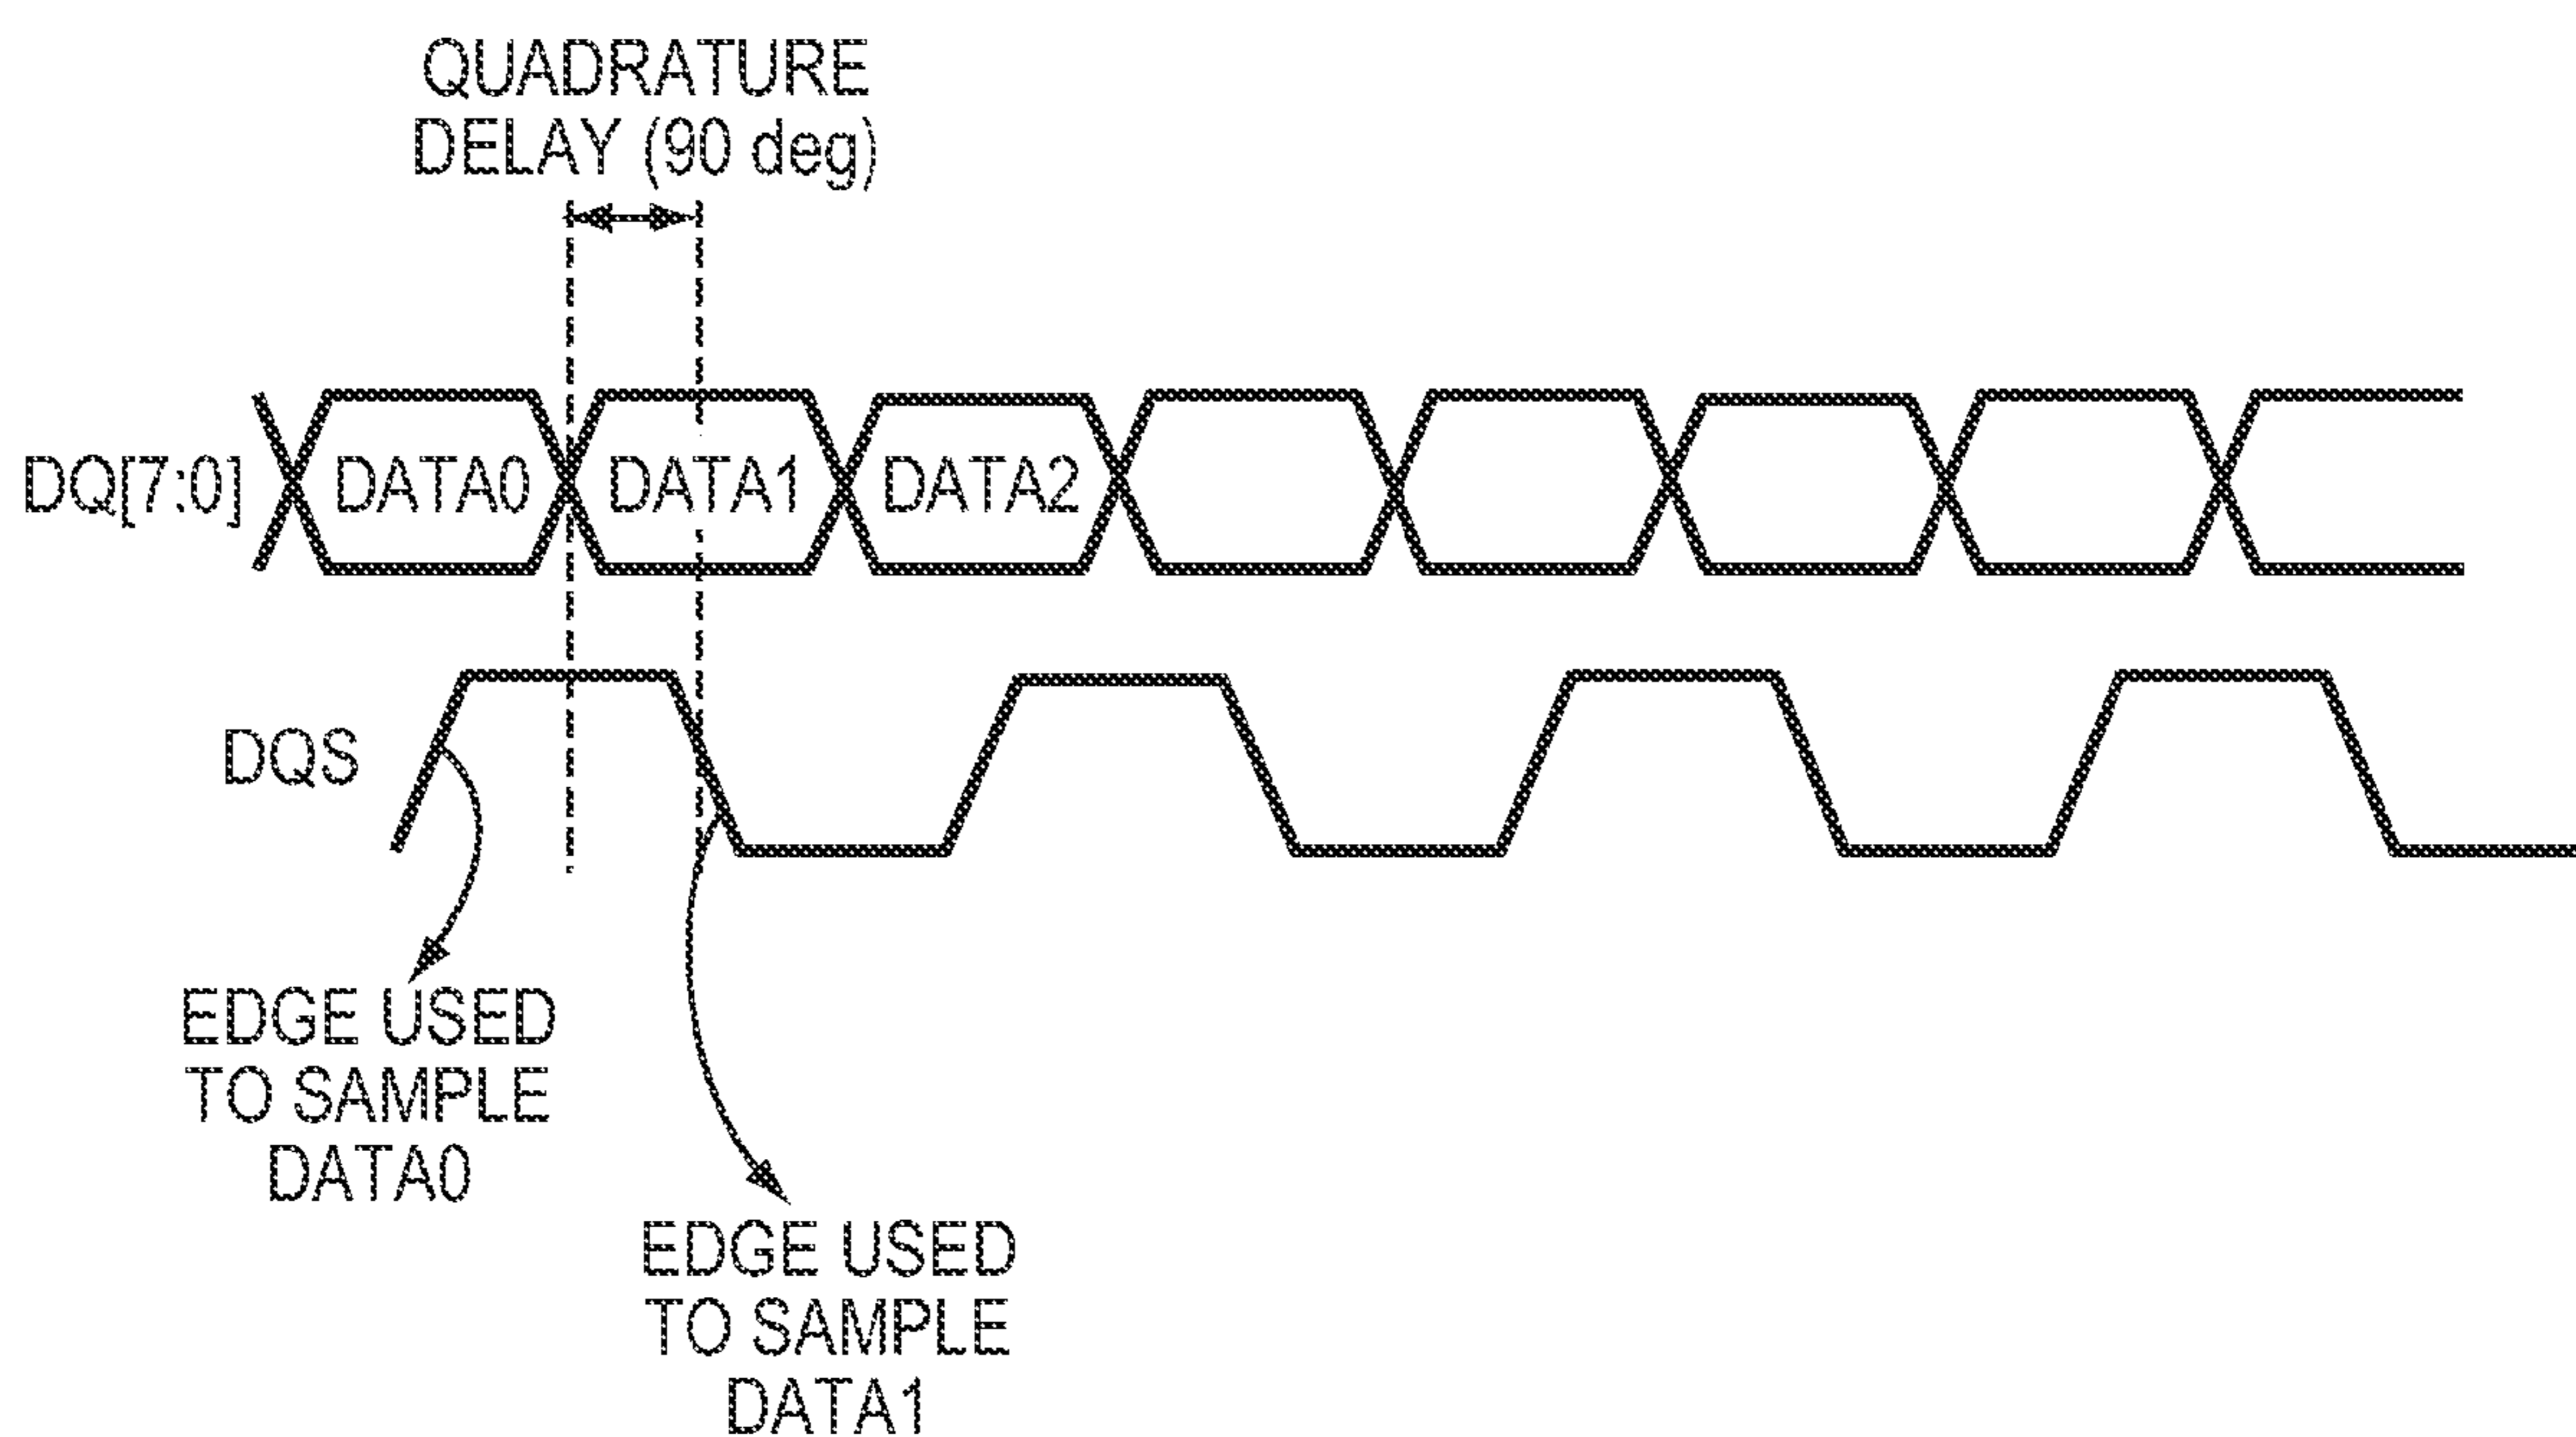 QUADRATURE
DELAY (90 deg)
DQ[7:0]
DATA0
DATA1
DATA2
DQS
EDGE USED
TO SAMPLE
DATA0
EDGE USED
TO SAMPLE
DATA1